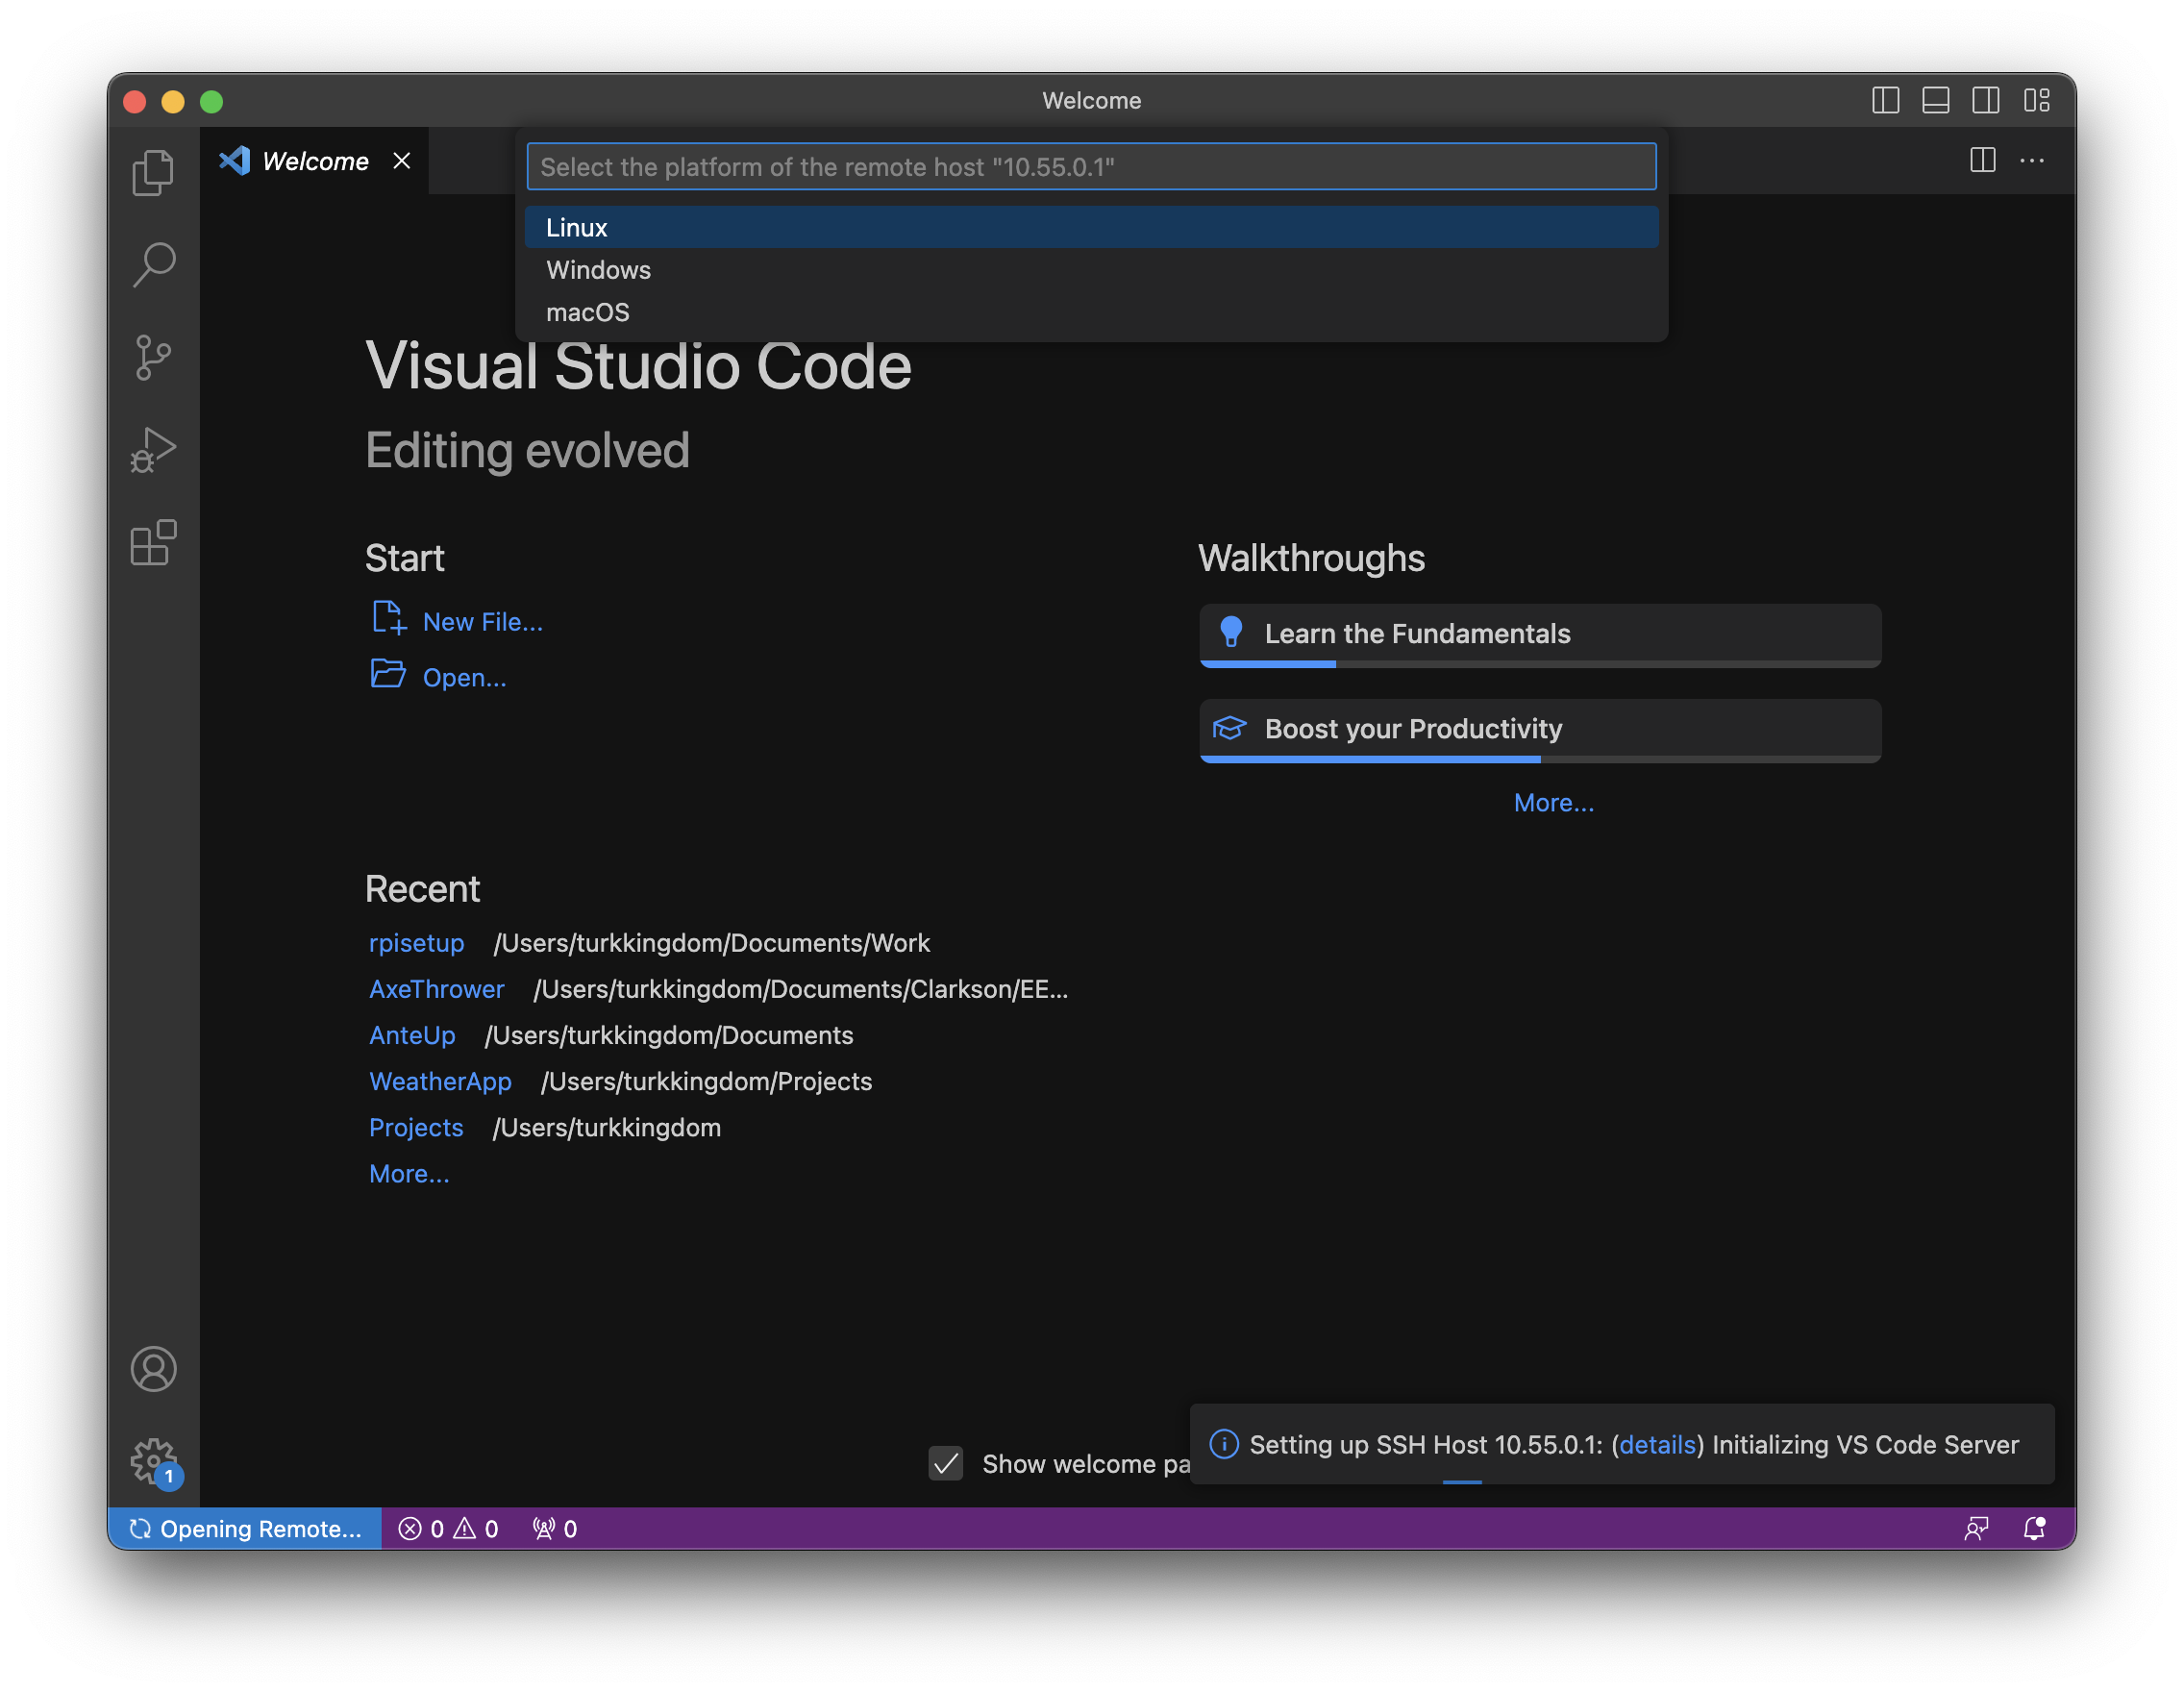 Welcome
Welcome
Select the platform of the remote host "10.55.0.1"
Linux
Windows
macOS
Visual Studio Code
Editing evolved
Start
New File...
Open...
Walkthroughs
Learn the Fundamentals
Boost your Productivity
More...
Recent
rpisetup /Users/turkkingdom/Documents/Work
AxeThrower /Users/turkkingdom/Documents/Clarkson/EE...
AnteUp /Users/turkkingdom/Documents
WeatherApp /Users/turkkingdom/Projects
Projects /Users/turkkingdom
More...
Show welcome pa
Setting up SSH Host 10.55.0.1: (details) Initializing VS Code Server
1
Opening Remote... 0 0 0